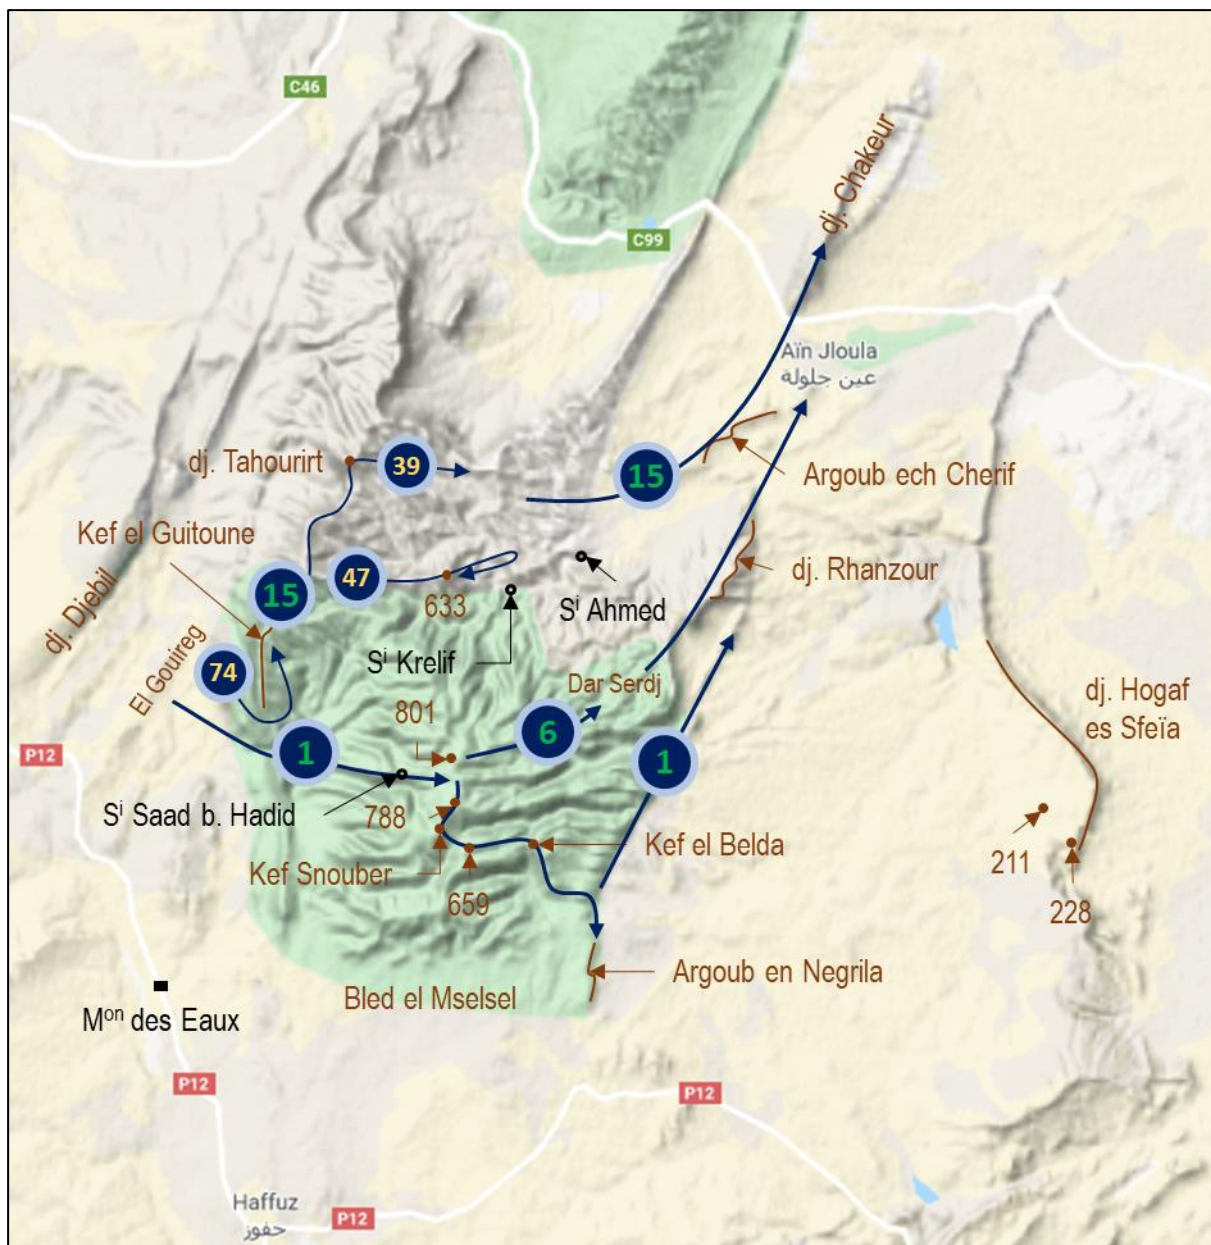 C46
dj. Chakeur
C99
Aïn Jloula
عين جلولة
dj. Tahourirt
39
15
Argoub ech Cherif
Kef el Guitoune
15
47
dj. Rhanzour
633
Sⁱ Ahmed
dj. Djebil
Sⁱ Krelif
El Gouireg
74
Dar Serdj
dj. Hogaf
es Sfeïa
801
6
1
1
P12
Sⁱ Saad b. Hadid
788
Kef el Belda
Kef Snouber
211
659
228
Argoub en Negrila
Bled el Mselsel
Mᵒⁿ des Eaux
P12
P12
Haffuz
حفوز
P12